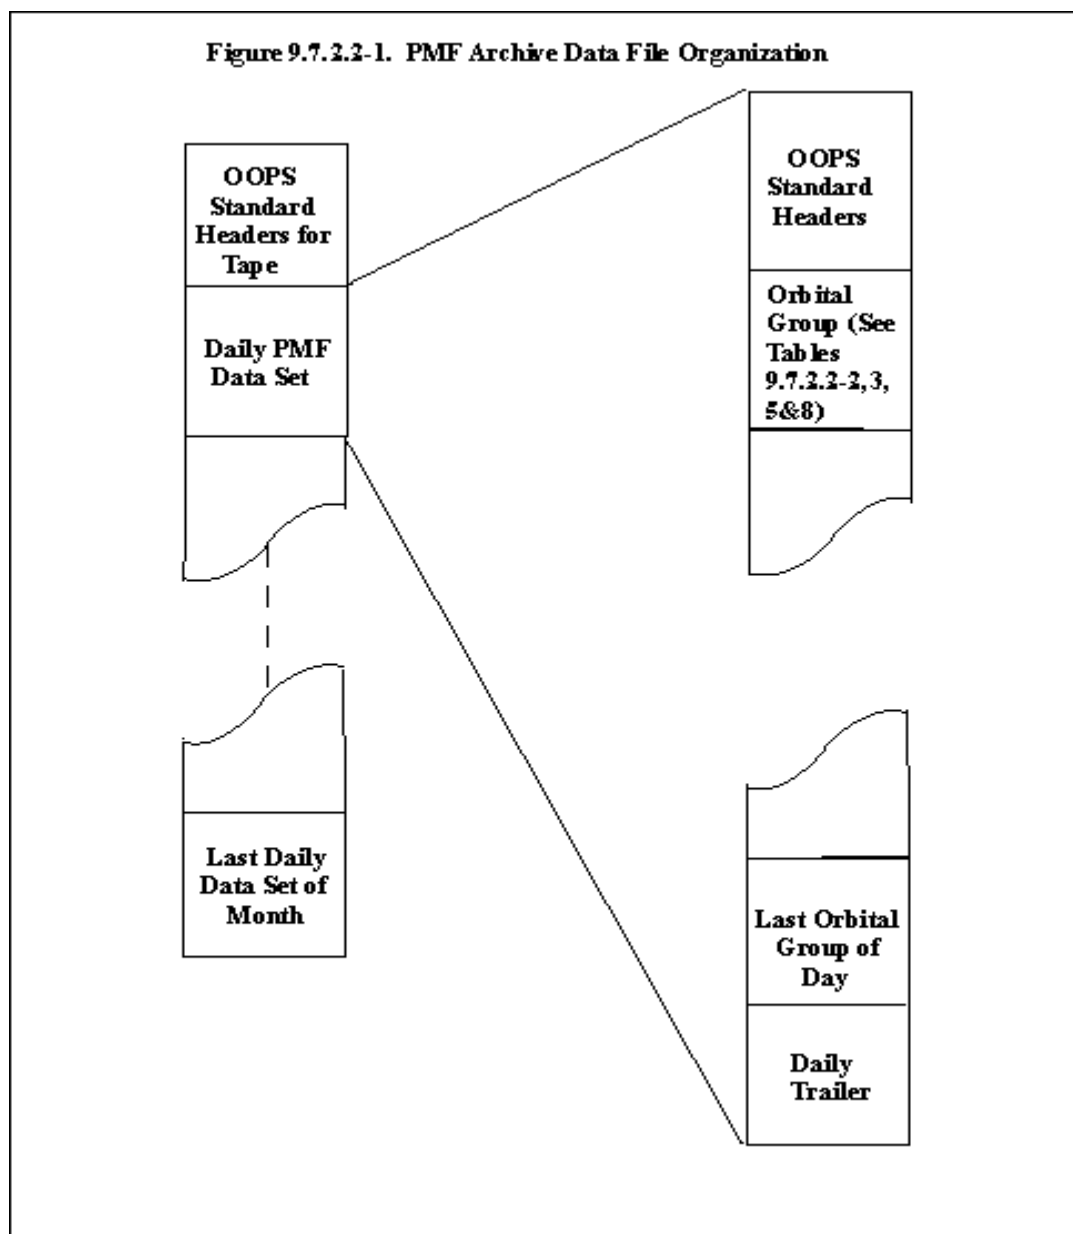 Figure 9.7.2.2-1. PMF Archive Data File Organization
OOPS
Standard
Headers for
Tape
Daily PMF
Data Set
Last Daily
Data Set of
Month
OOPS
Standard
Headers
Orbital
Group (See
Tables
9.7.2.2-2,3,
5&8)
Last Orbital
Group of
Day
Daily
Trailer